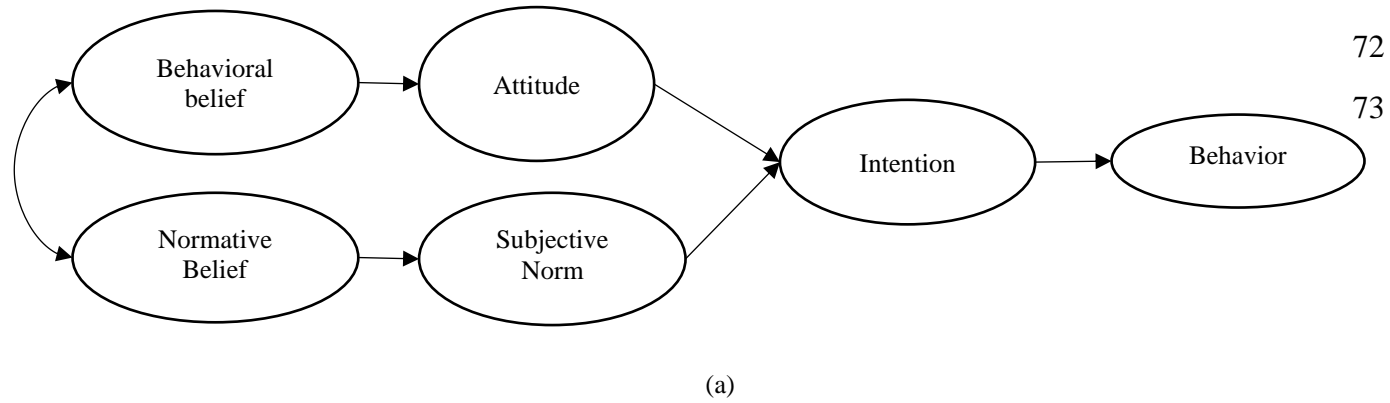 72
Behavioral
belief
Attitude
73
Intention
Behavior
Normative
Belief
Subjective
Norm
(a)